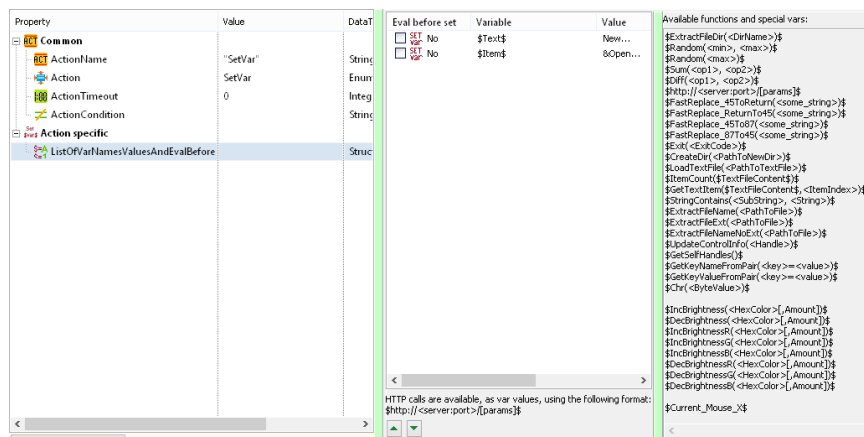 Property Value DataT
Common
ActionName "SetVar" String
Action SetVar Enum
ActionTimeout 0 Integ
ActionCondition String
Action specific
ListOfVarNamesValuesAndEvalBefore Struc
Eval before set Variable Value
No $Text$ New...
No $Item$ &Open...
HTTP calls are available, as var values, using the following format:
$http://<server:port>/[params]$
Available functions and special vars:
$ExtractFileDir(<DirName>)$
$Random(<min>, <max>)$
$Random(<max>)$
$Sum(<op1>, <op2>)$
$Diff(<op1>, <op2>)$
$http://<server:port>/[params]$
$FastReplace_45ToReturn(<some_string>)$
$FastReplace_ReturnTo45(<some_string>)$
$FastReplace_45To87(<some_string>)$
$FastReplace_87To45(<some_string>)$
$Exit(<ExitCode>)$
$CreateDir(<PathToNewDir>)$
$LoadTextFile(<PathToTextFile>)$
$ItemCount($TextFileContent$)$
$GetTextItem($TextFileContent$,<ItemIndex>)$
$StringContains(<SubString>, <String>)$
$ExtractFileName(<PathToFile>)$
$ExtractFileExt(<PathToFile>)$
$ExtractFileNameNoExt(<PathToFile>)$
$UpdateControlInfo(<Handle>)$
$GetSelfHandles()$
$GetKeyNameFromPair(<key>=<value>)$
$GetKeyValueFromPair(<key>=<value>)$
$Chr(<ByteValue>)$
$IncBrightness(<HexColor>[,Amount])$
$DecBrightness(<HexColor>[,Amount])$
$IncBrightnessR(<HexColor>[,Amount])$
$IncBrightnessG(<HexColor>[,Amount])$
$IncBrightnessB(<HexColor>[,Amount])$
$DecBrightnessR(<HexColor>[,Amount])$
$DecBrightnessG(<HexColor>[,Amount])$
$DecBrightnessB(<HexColor>[,Amount])$
$Current_Mouse_X$